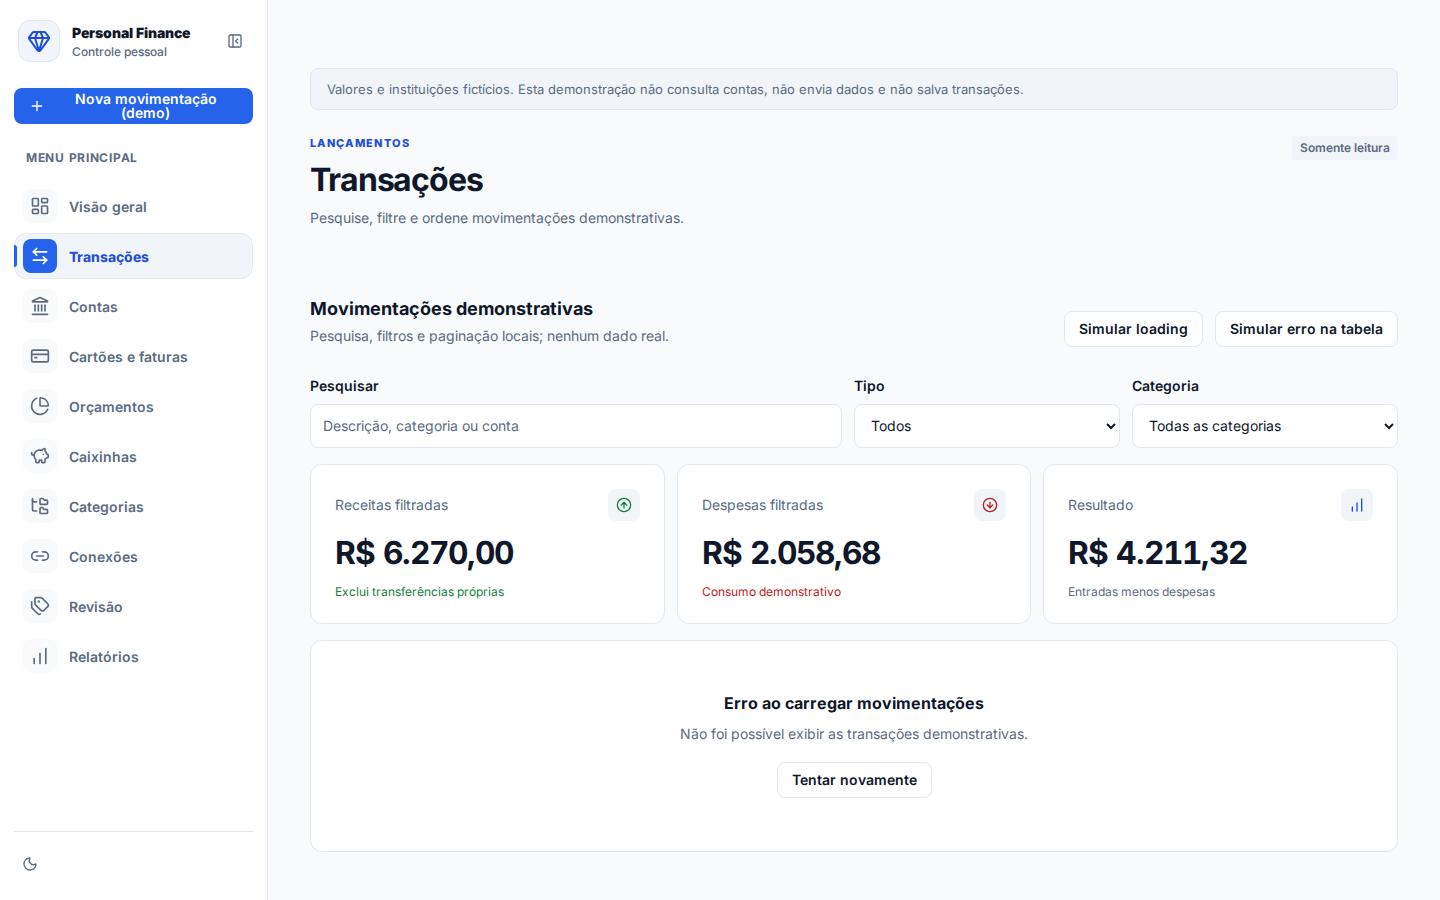 Personal Finance
Controle pessoal
Nova movimentação
(demo)
MENU PRINCIPAL
Visão geral
Transações
Contas
Cartões e faturas
Orçamentos
Caixinhas
Categorias
Conexões
Revisão
Relatórios
Valores e instituições fictícios. Esta demonstração não consulta contas, não envia dados e não salva transações.
LANÇAMENTOS
Somente leitura
Transações
Pesquise, filtre e ordene movimentações demonstrativas.
Movimentações demonstrativas
Pesquisa, filtros e paginação locais; nenhum dado real.
Simular loading
Simular erro na tabela
Pesquisar
Tipo
Categoria
Descrição, categoria ou conta
Todos
Todas as categorias
Receitas filtradas
R$ 6.270,00
Exclui transferências próprias
Despesas filtradas
R$ 2.058,68
Consumo demonstrativo
Resultado
R$ 4.211,32
Entradas menos despesas
Erro ao carregar movimentações
Não foi possível exibir as transações demonstrativas.
Tentar novamente